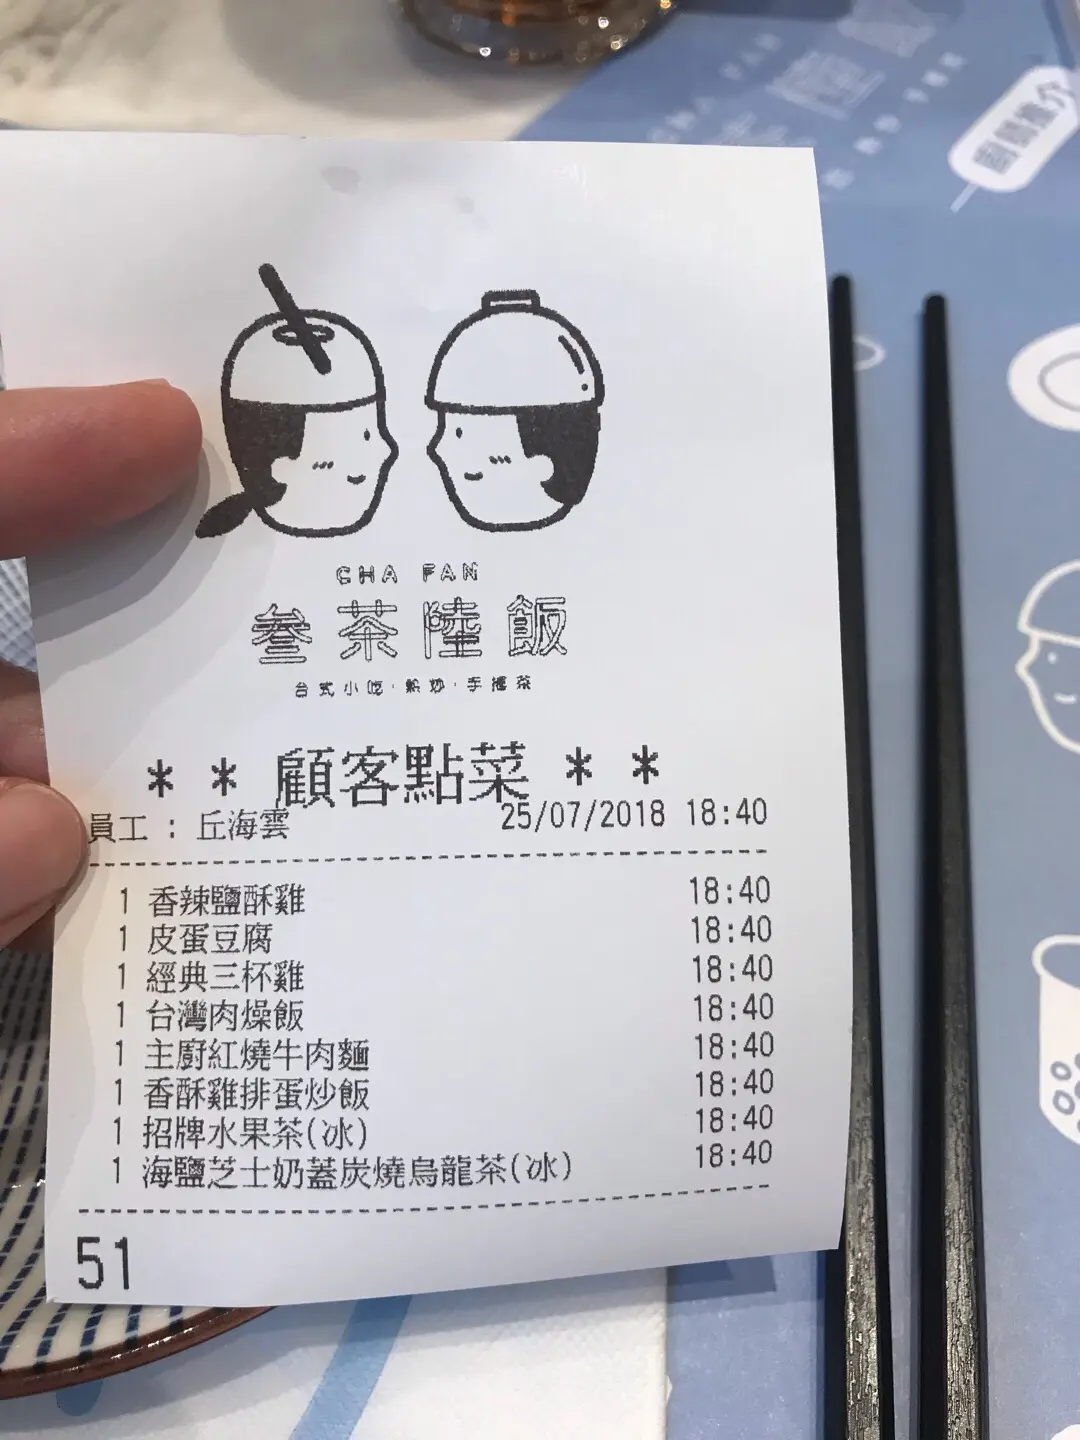 廚師推介
CHA FAN
叁茶陸飯
台式小吃·熱炒·手搖茶
** 顧客點菜 **
員工 : 丘海雲 25/07/2018 18:40
1 香辣鹽酥雞 18:40
1 皮蛋豆腐 18:40
1 經典三杯雞 18:40
1 台灣肉燥飯 18:40
1 主廚紅燒牛肉麵 18:40
1 香酥雞排蛋炒飯 18:40
1 招牌水果茶(冰) 18:40
1 海鹽芝士奶蓋炭燒烏龍茶(冰) 18:40
51